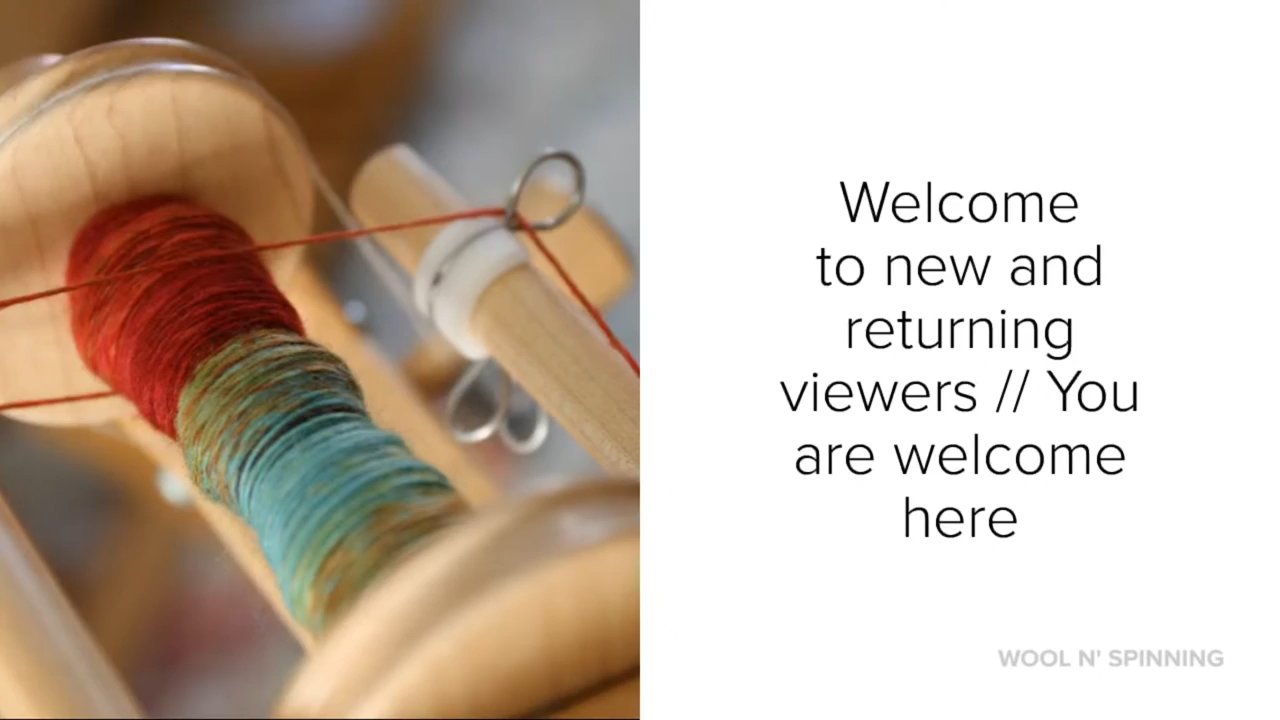 Welcome
to new and
returning
viewers // You
are welcome
here
WOOL N' SPINNING